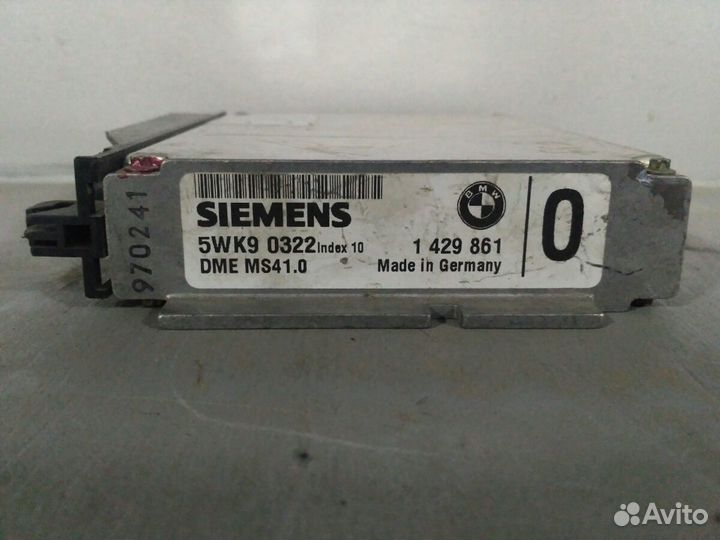 SIEMENS
BMW
0
5WK9 0322 Index 10 1 429 861
DME MS41.0 Made in Germany
970241
Avito